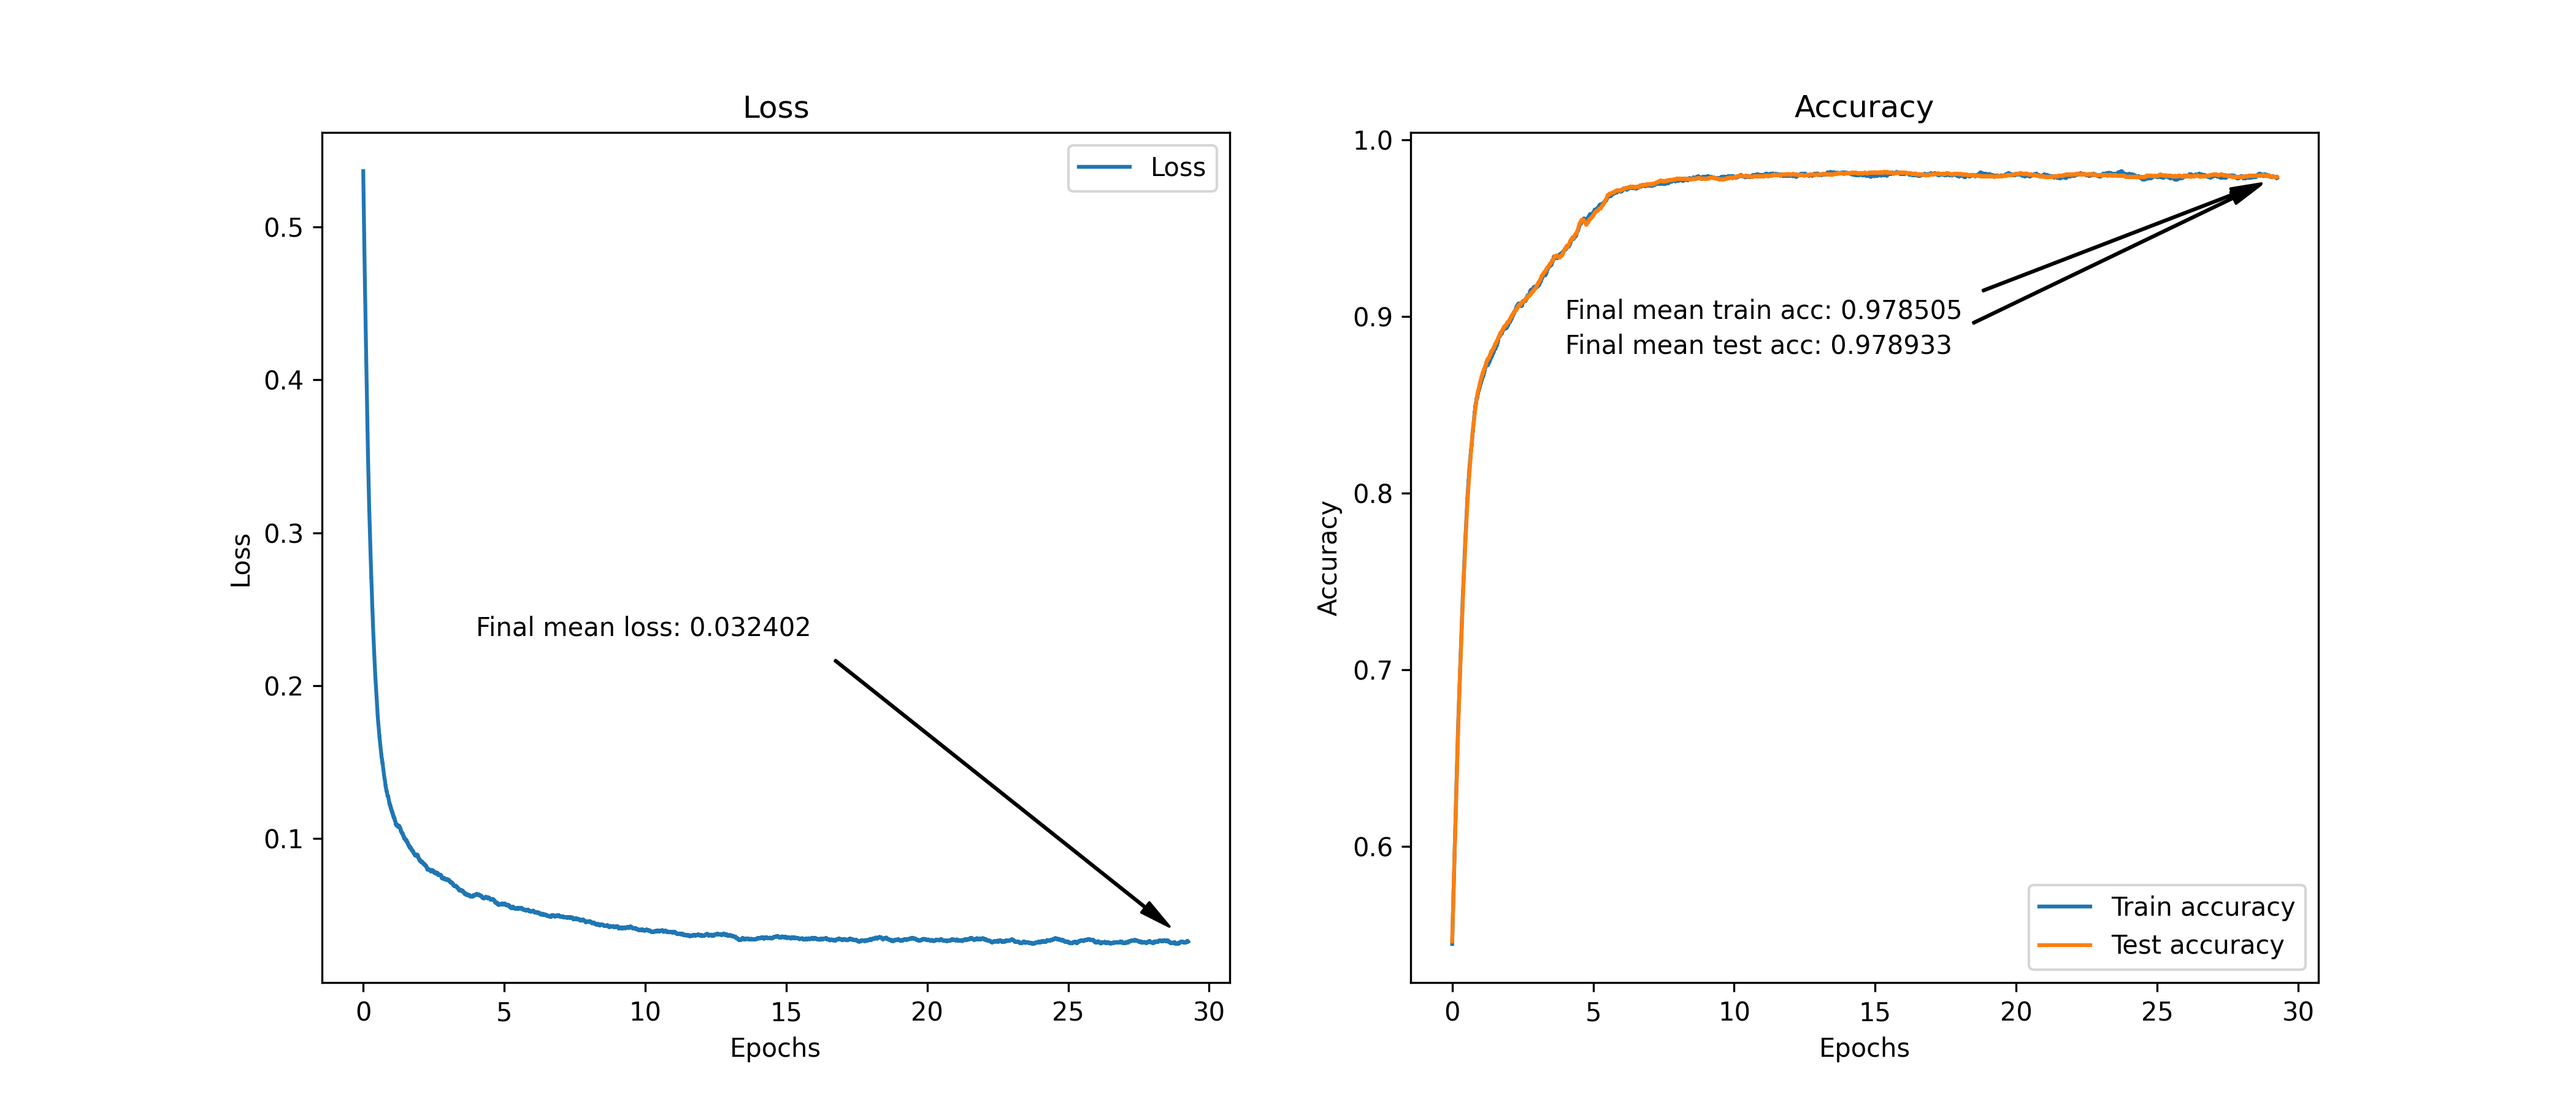 Loss
Loss
0.5
0.4
0.3
0.2
0.1
Loss
Final mean loss: 0.032402
0 5 10 15 20 25 30
Epochs
Accuracy
1.0
0.9
0.8
0.7
0.6
Accuracy
Final mean train acc: 0.978505
Final mean test acc: 0.978933
Train accuracy
Test accuracy
0 5 10 15 20 25 30
Epochs